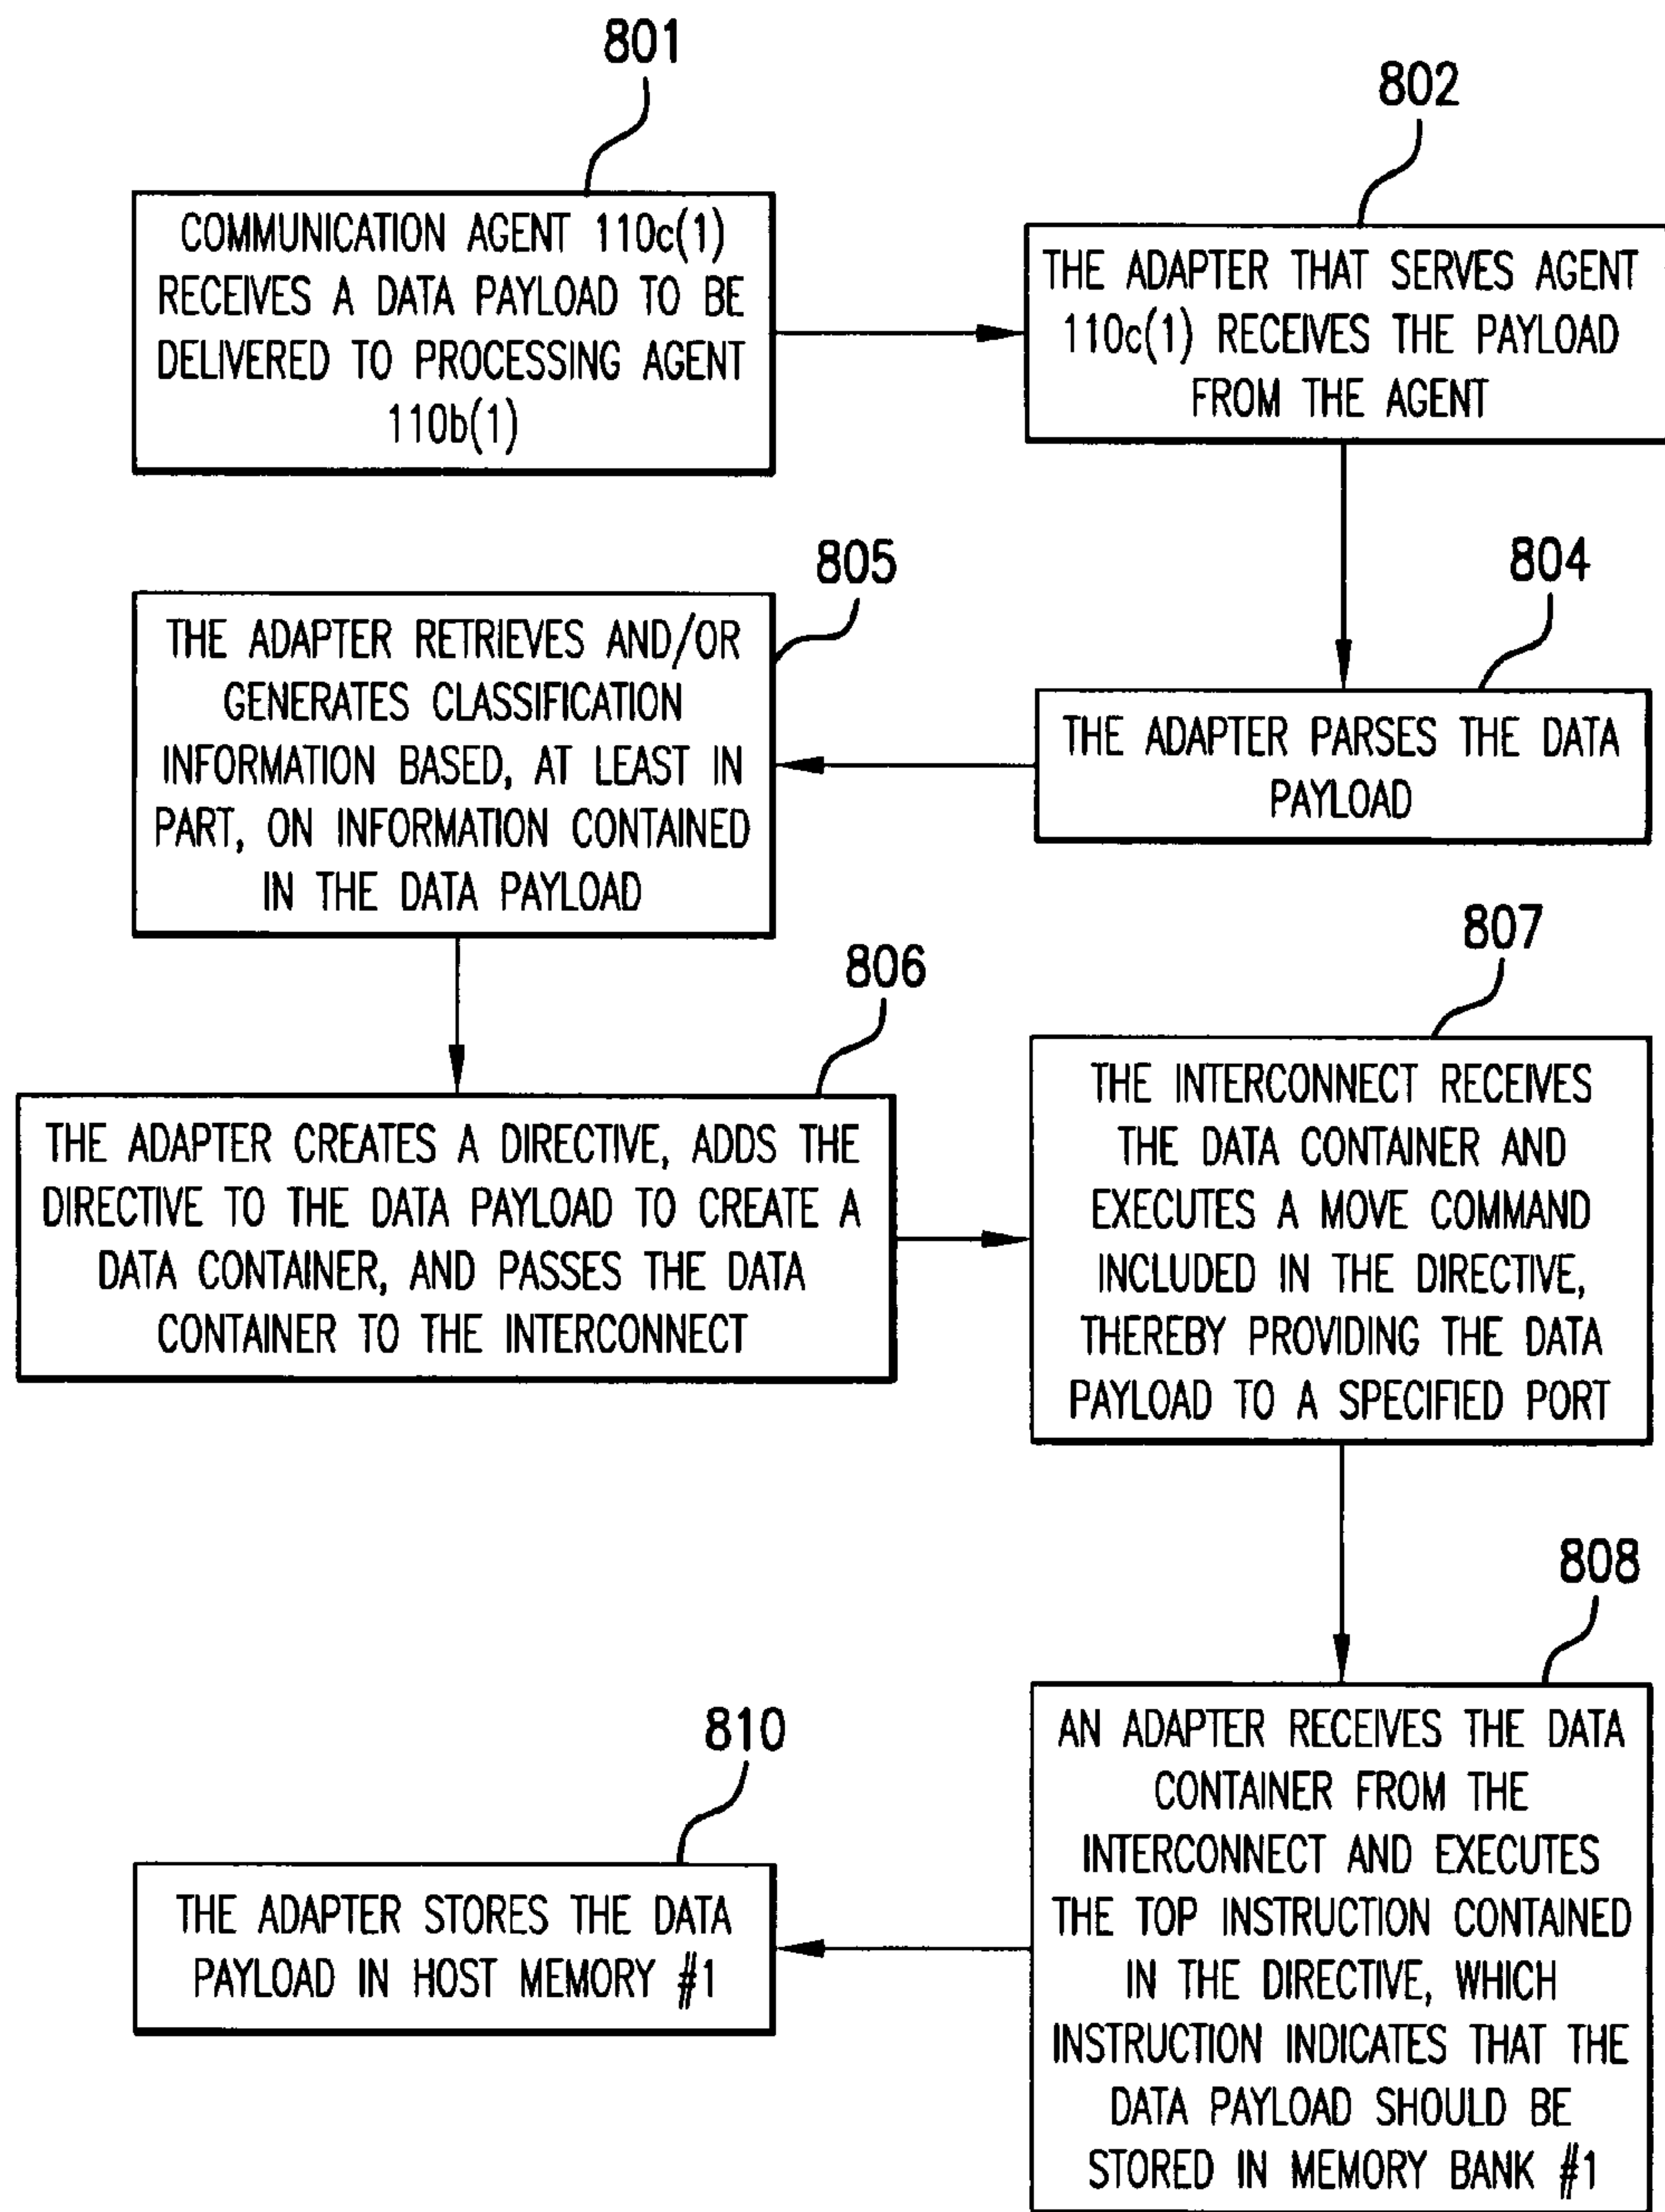 801
COMMUNICATION AGENT 110c(1)
RECEIVES A DATA PAYLOAD TO BE
DELIVERED TO PROCESSING AGENT
110b(1)
802
THE ADAPTER THAT SERVES AGENT
110c(1) RECEIVES THE PAYLOAD
FROM THE AGENT
804
THE ADAPTER PARSES THE DATA
PAYLOAD
805
THE ADAPTER RETRIEVES AND/OR
GENERATES CLASSIFICATION
INFORMATION BASED, AT LEAST IN
PART, ON INFORMATION CONTAINED
IN THE DATA PAYLOAD
806
THE ADAPTER CREATES A DIRECTIVE, ADDS THE
DIRECTIVE TO THE DATA PAYLOAD TO CREATE A
DATA CONTAINER, AND PASSES THE DATA
CONTAINER TO THE INTERCONNECT
807
THE INTERCONNECT RECEIVES
THE DATA CONTAINER AND
EXECUTES A MOVE COMMAND
INCLUDED IN THE DIRECTIVE,
THEREBY PROVIDING THE DATA
PAYLOAD TO A SPECIFIED PORT
808
AN ADAPTER RECEIVES THE DATA
CONTAINER FROM THE
INTERCONNECT AND EXECUTES
THE TOP INSTRUCTION CONTAINED
IN THE DIRECTIVE, WHICH
INSTRUCTION INDICATES THAT THE
DATA PAYLOAD SHOULD BE
STORED IN MEMORY BANK #1
810
THE ADAPTER STORES THE DATA
PAYLOAD IN HOST MEMORY #1